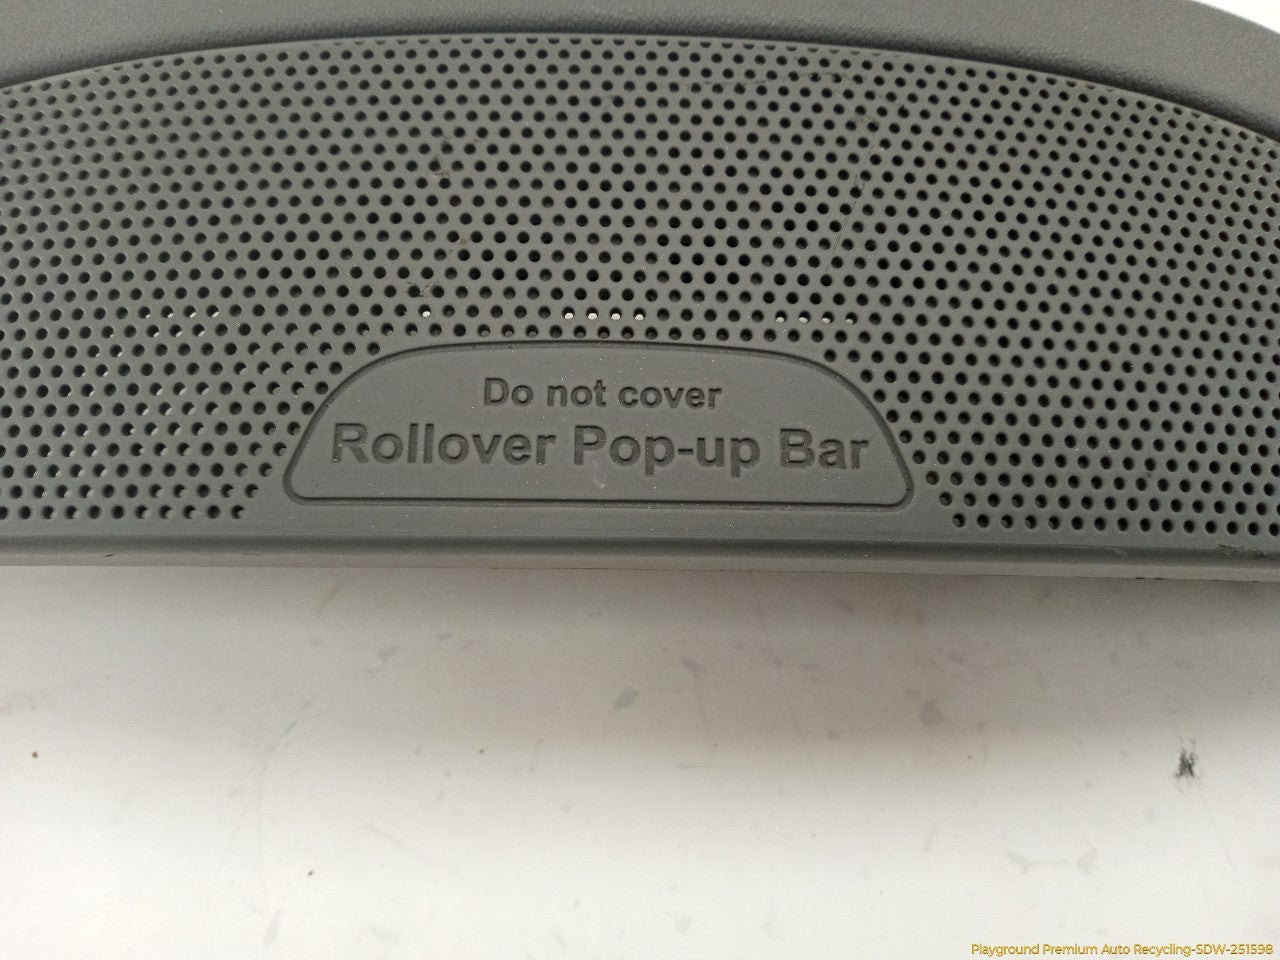 Do not cover
Rollover Pop-up Bar
Playground Premium Auto Recycling-SDW-251598